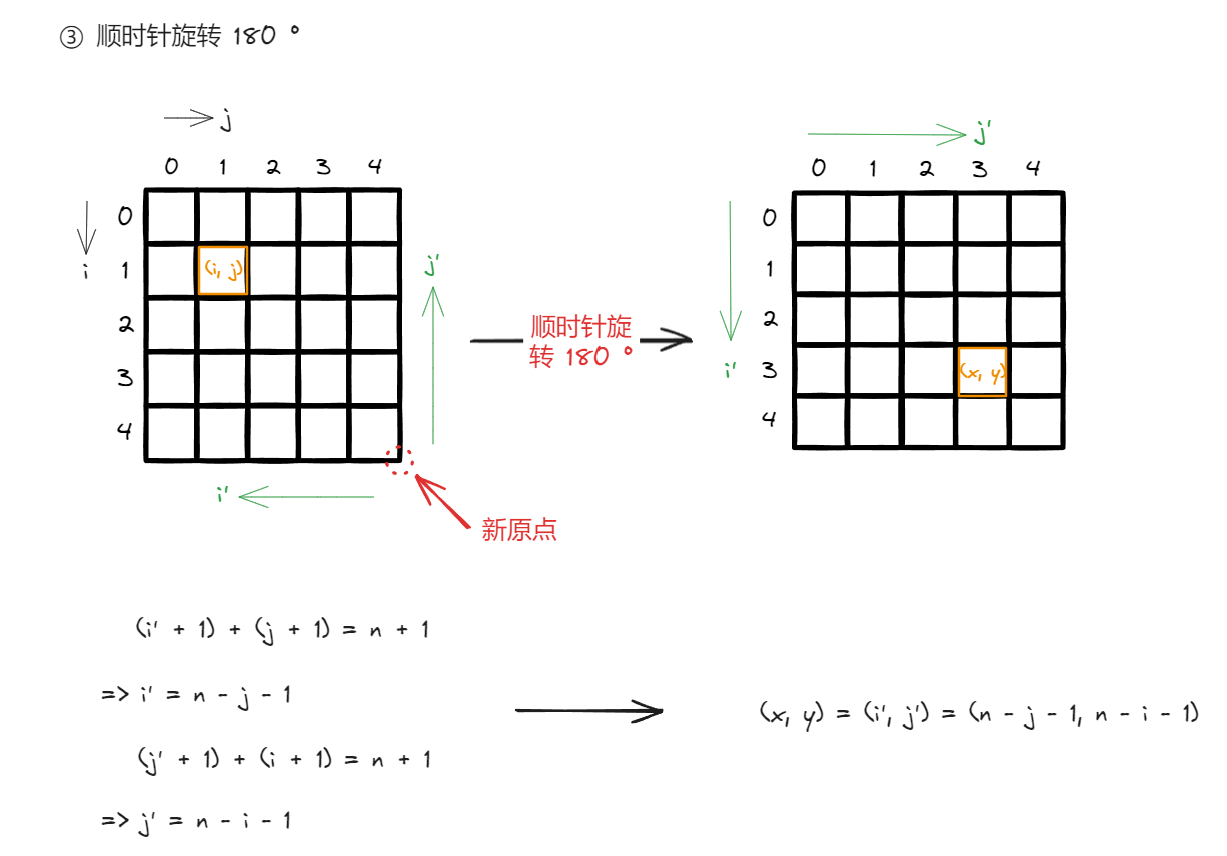 ③ 顺时针旋转 180 °
j
j'
0 1 2 3 4
0 1 2 3 4
0
0
i
1
(i, j)
j'
1
2
顺时针旋
转 180 °
2
3
i'
3
(x, y)
4
4
i'
新原点
(i' + 1) + (j + 1) = n + 1
=> i' = n - j - 1
(x, y) = (i', j') = (n - j - 1, n - i - 1)
(j' + 1) + (i + 1) = n + 1
=> j' = n - i - 1